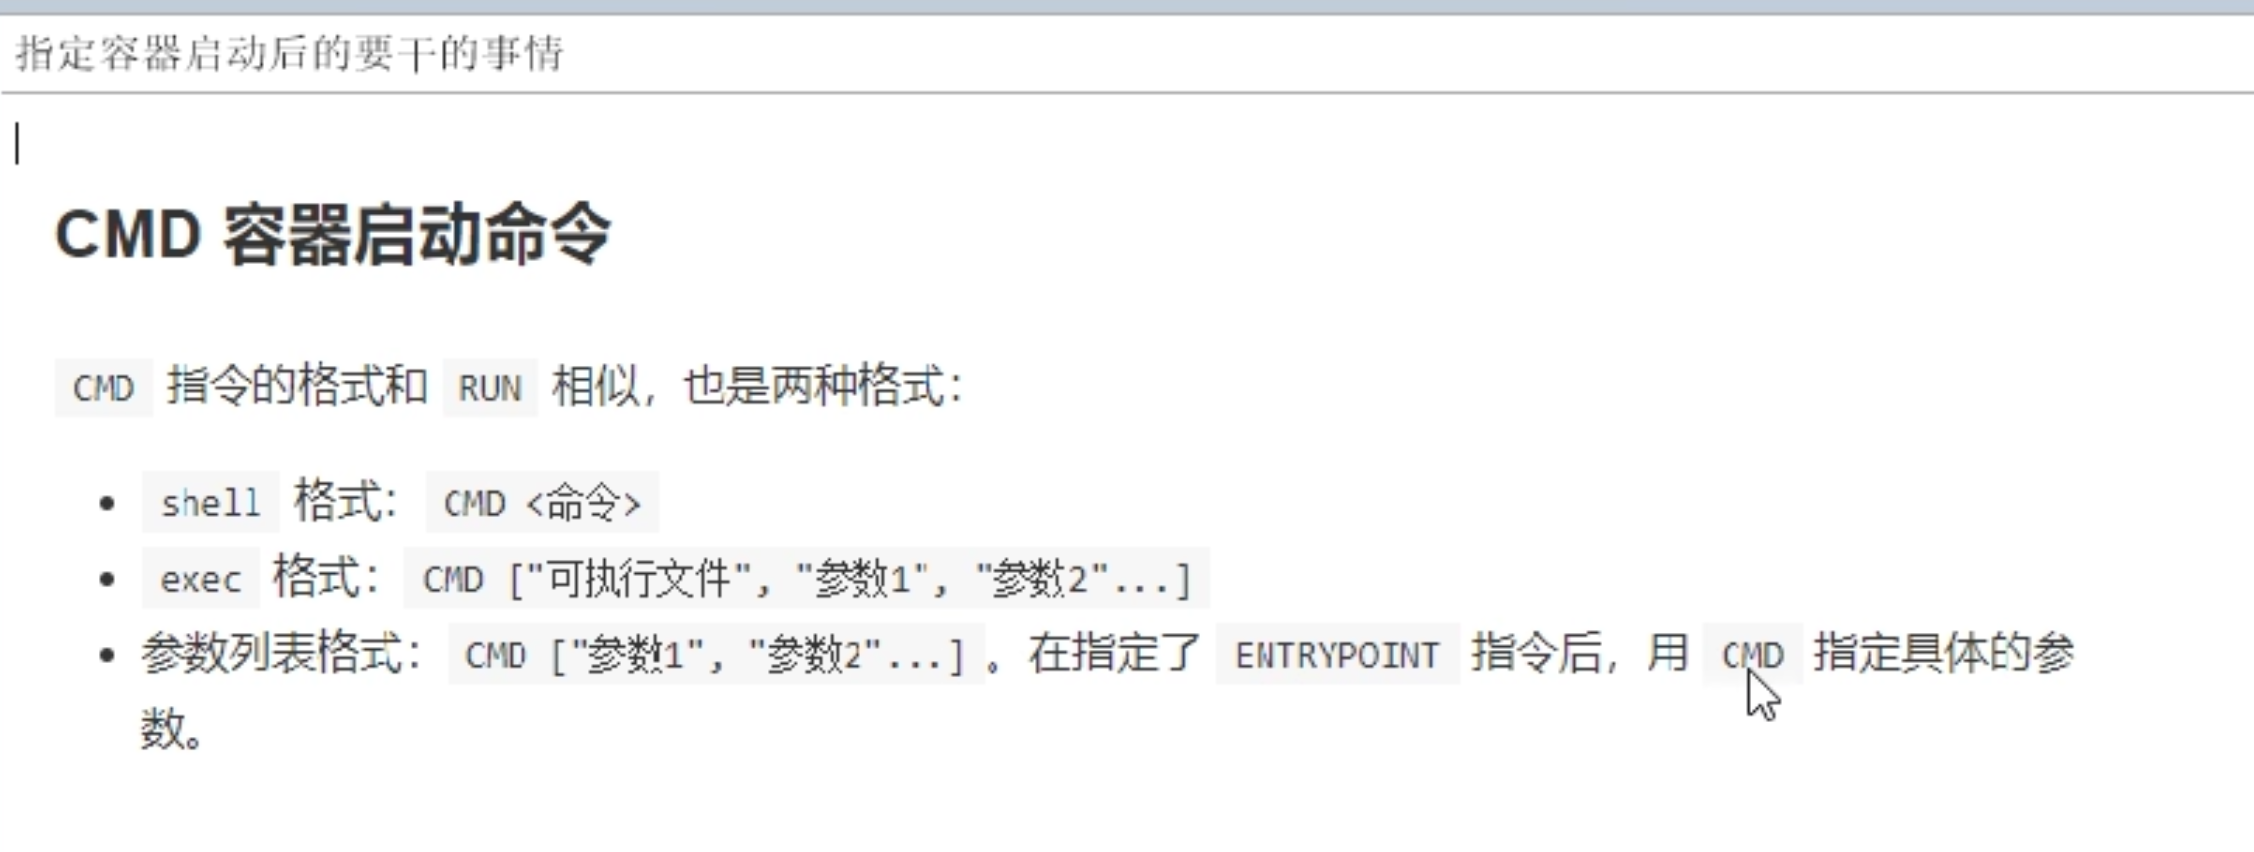 指定容器启动后的要干的事情
CMD 容器启动命令
CMD 指令的格式和 RUN 相似，也是两种格式：
• shell 格式： CMD <命令>
• exec 格式： CMD ["可执行文件", "参数1", "参数2"...]
• 参数列表格式： CMD ["参数1", "参数2"...] 。在指定了 ENTRYPOINT 指令后，用 CMD 指定具体的参
数。